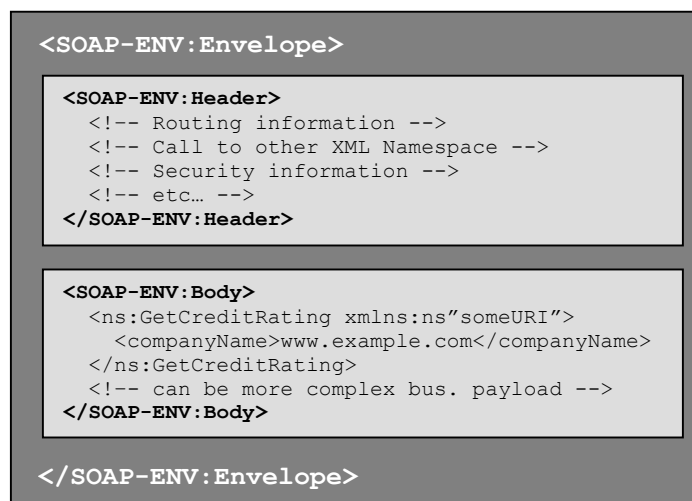 <SOAP-ENV:Envelope>
<SOAP-ENV:Header>
<!-- Routing information -->
<!-- Call to other XML Namespace -->
<!-- Security information -->
<!-- etc… -->
</SOAP-ENV:Header>
<SOAP-ENV:Body>
<ns:GetCreditRating xmlns:ns”someURI”>
<companyName>www.example.com</companyName>
</ns:GetCreditRating>
<!-- can be more complex bus. payload -->
</SOAP-ENV:Body>
</SOAP-ENV:Envelope>